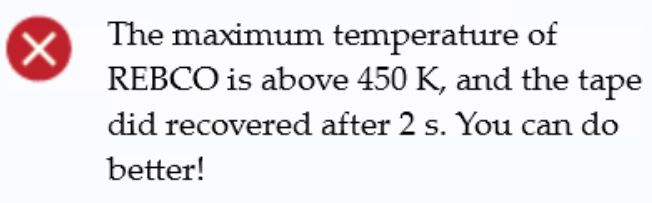 The maximum temperature of
REBCO is above 450 K, and the tape
did recovered after 2 s. You can do
better!